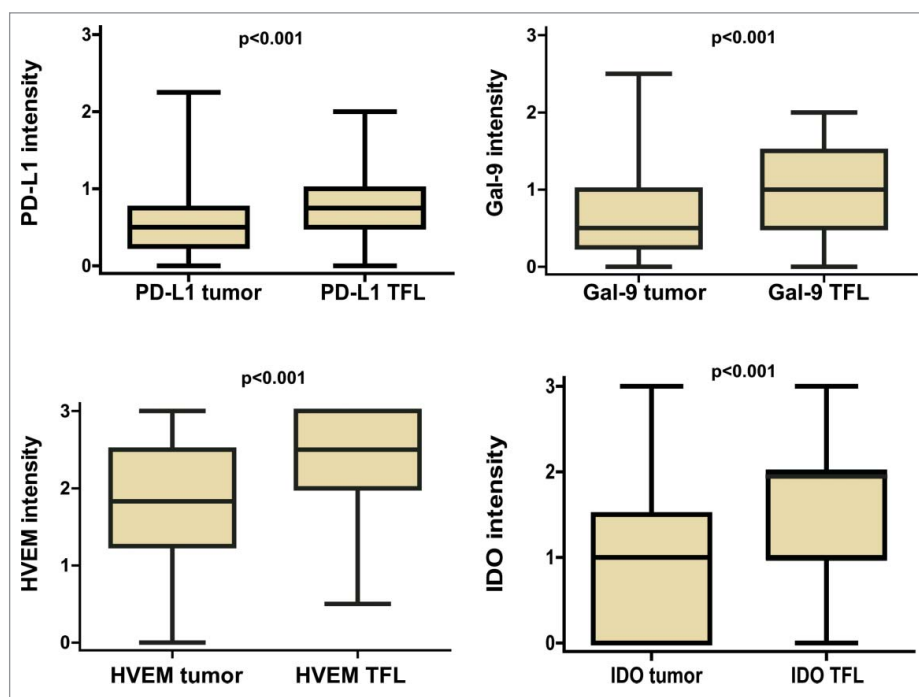 p<0.001
PD-L1 intensity
3
2
1
0
PD-L1 tumor PD-L1 TFL
p<0.001
Gal-9 intensity
3
2
1
0
Gal-9 tumor Gal-9 TFL
p<0.001
HVEM intensity
3
2
1
0
HVEM tumor HVEM TFL
p<0.001
IDO intensity
3
2
1
0
IDO tumor IDO TFL